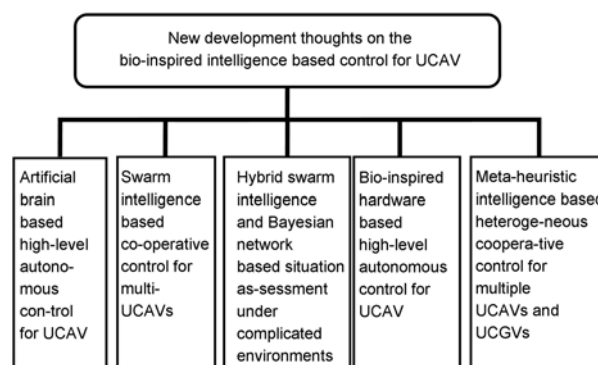 New development thoughts on the
bio-inspired intelligence based control for UCAV
Artificial
brain
based
high-level
autono-
mous
con-trol
for UCAV
Swarm
intelligence
based
co-operative
control for
multi-
UCAVs
Hybrid swarm
intelligence
and Bayesian
network
based situation
as-sessment
under
complicated
environments
Bio-inspired
hardware
based
high-level
autonomous
control for
UCAV
Meta-heuristic
intelligence based
heteroge-neous
coopera-tive
control for
multiple
UCAVs and
UCGVs